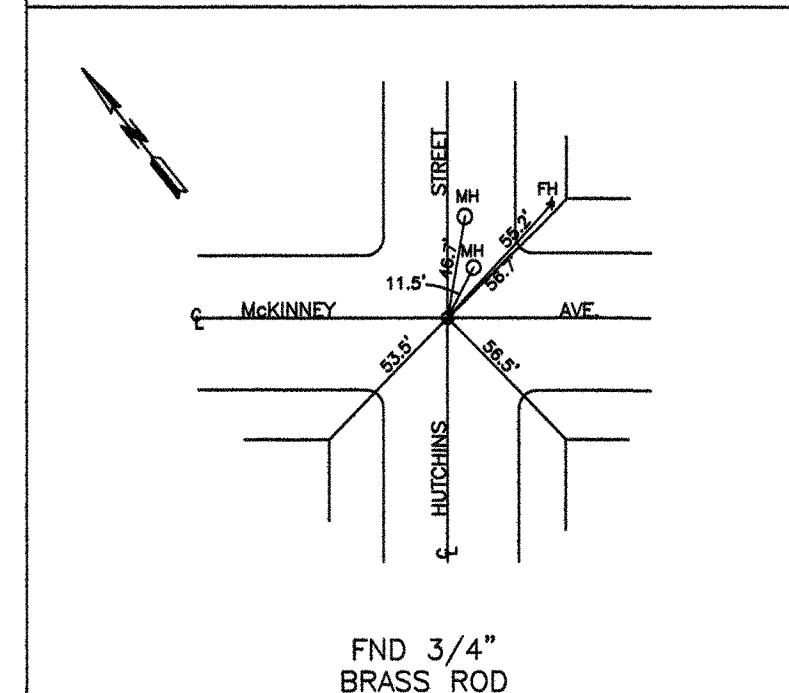 STREET
MH
FH
46.7'
MH
55.2'
56.7'
11.5'
℄ McKINNEY AVE.
53.5'
56.5'
HUTCHINS
℄
FND 3/4"
BRASS ROD